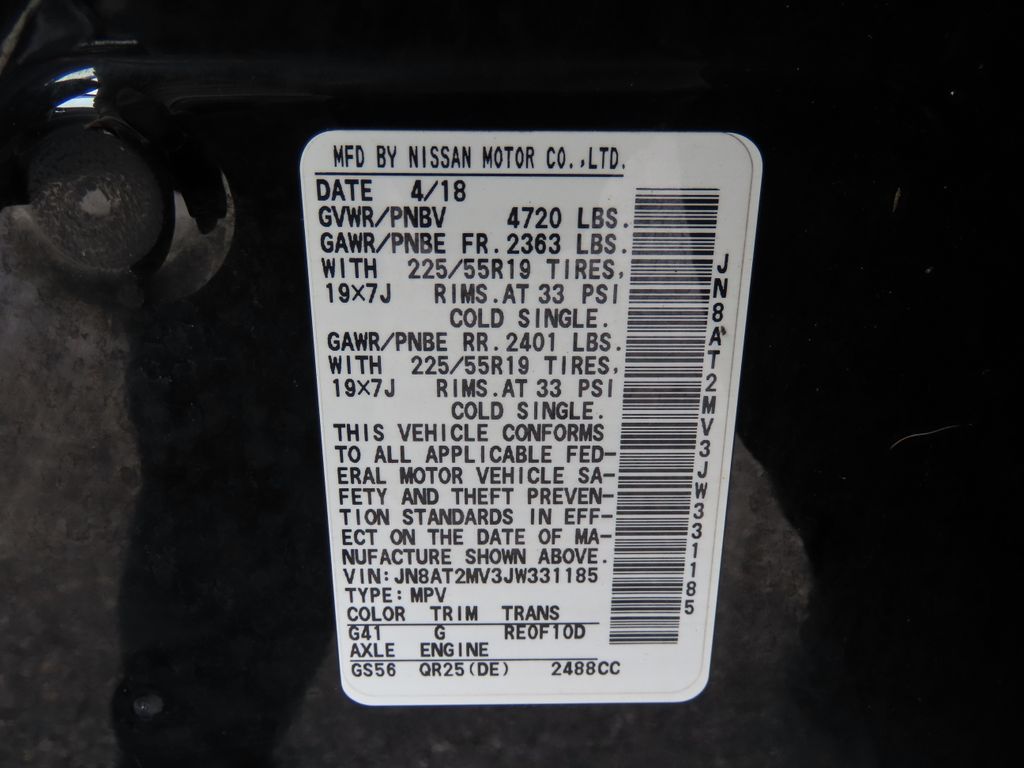 MFD BY NISSAN MOTOR CO.,LTD.
DATE 4/18
GVWR/PNBV 4720 LBS.
GAWR/PNBE FR.2363 LBS.
WITH 225/55R19 TIRES,
19×7J RIMS.AT 33 PSI
COLD SINGLE.
GAWR/PNBE RR.2401 LBS.
WITH 225/55R19 TIRES,
19×7J RIMS.AT 33 PSI
COLD SINGLE.
THIS VEHICLE CONFORMS
TO ALL APPLICABLE FED-
ERAL MOTOR VEHICLE SA-
FETY AND THEFT PREVEN-
TION STANDARDS IN EFF-
ECT ON THE DATE OF MA-
NUFACTURE SHOWN ABOVE.
VIN:JN8AT2MV3JW331185
TYPE:MPV
COLOR TRIM TRANS
G41 G RE0F10D
AXLE ENGINE
GS56 QR25(DE) 2488CC
JN8AT2MV3JW331185